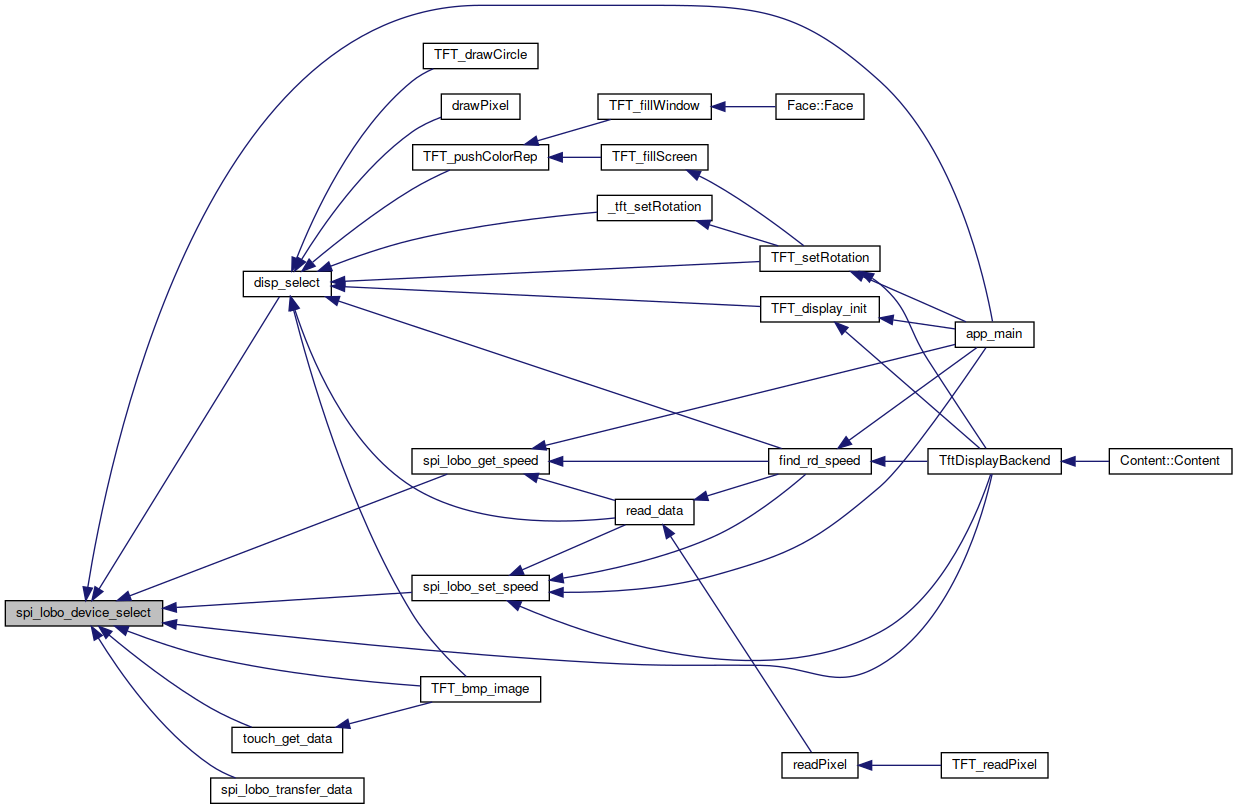 TFT_drawCircle
drawPixel
TFT_fillWindow
Face::Face
TFT_pushColorRep
TFT_fillScreen
_tft_setRotation
TFT_setRotation
disp_select
TFT_display_init
app_main
spi_lobo_get_speed
find_rd_speed
TftDisplayBackend
Content::Content
read_data
spi_lobo_set_speed
spi_lobo_device_select
TFT_bmp_image
touch_get_data
readPixel
TFT_readPixel
spi_lobo_transfer_data